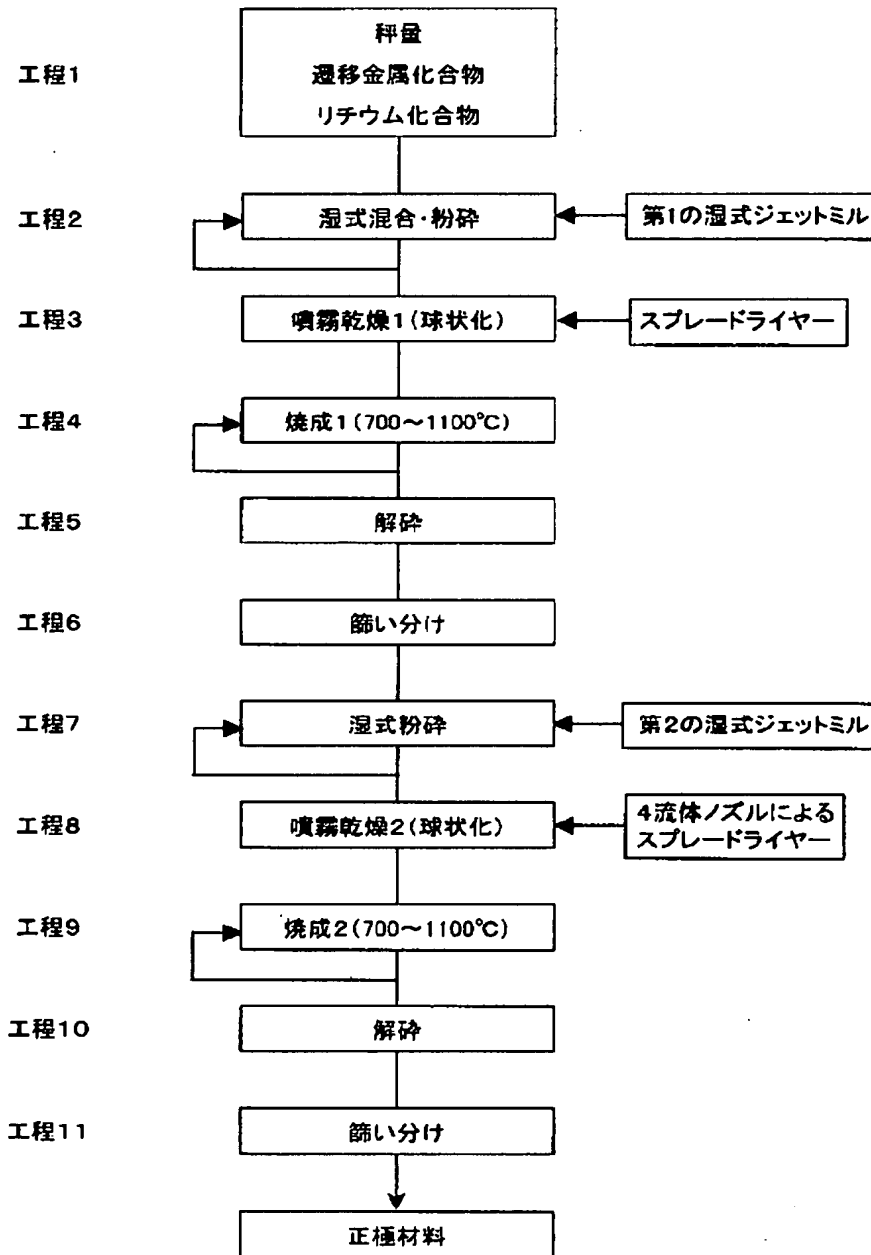 工程1
秤量
遷移金属化合物
リチウム化合物
工程2
湿式混合・粉砕
第1の湿式ジェットミル
工程3
噴霧乾燥1(球状化)
スプレードライヤー
工程4
焼成1(700～1100℃)
工程5
解砕
工程6
篩い分け
工程7
湿式粉砕
第2の湿式ジェットミル
工程8
噴霧乾燥2(球状化)
4流体ノズルによる
スプレードライヤー
工程9
焼成2(700～1100℃)
工程10
解砕
工程11
篩い分け
正極材料